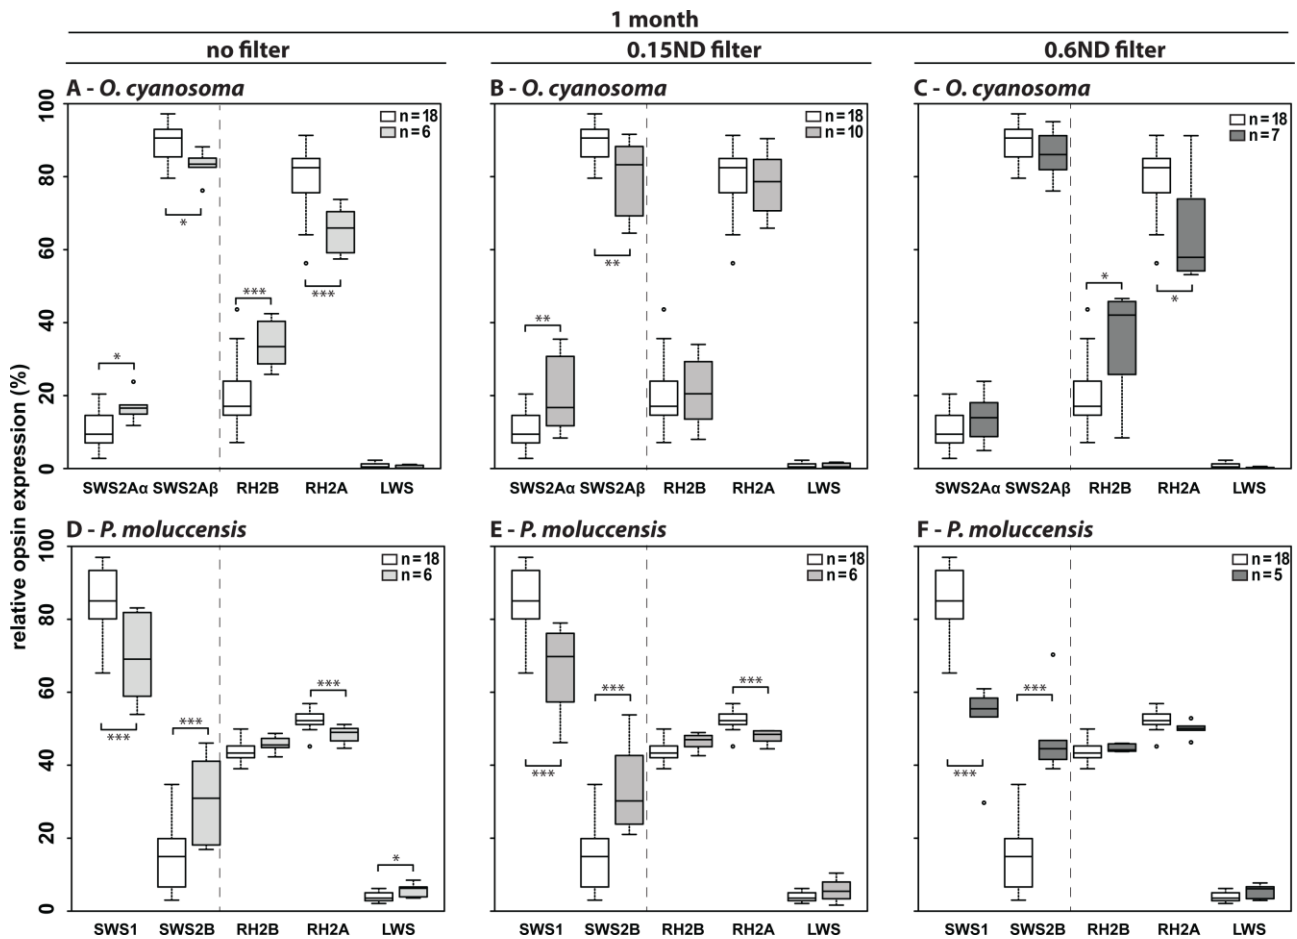 1 month
no filter 0.15ND filter 0.6ND filter
A - O. cyanosoma B - O. cyanosoma C - O. cyanosoma
relative opsin expression (%)
100
80
60
40
20
0
n=18
n=6
*
*
***
***
SWS2Aα SWS2Aβ RH2B RH2A LWS
n=18
n=10
**
**
SWS2Aα SWS2Aβ RH2B RH2A LWS
n=18
n=7
*
*
SWS2Aα SWS2Aβ RH2B RH2A LWS
D - P. moluccensis E - P. moluccensis F - P. moluccensis
100
80
60
40
20
0
n=18
n=6
***
***
***
*
SWS1 SWS2B RH2B RH2A LWS
n=18
n=6
***
***
***
SWS1 SWS2B RH2B RH2A LWS
n=18
n=5
***
***
SWS1 SWS2B RH2B RH2A LWS